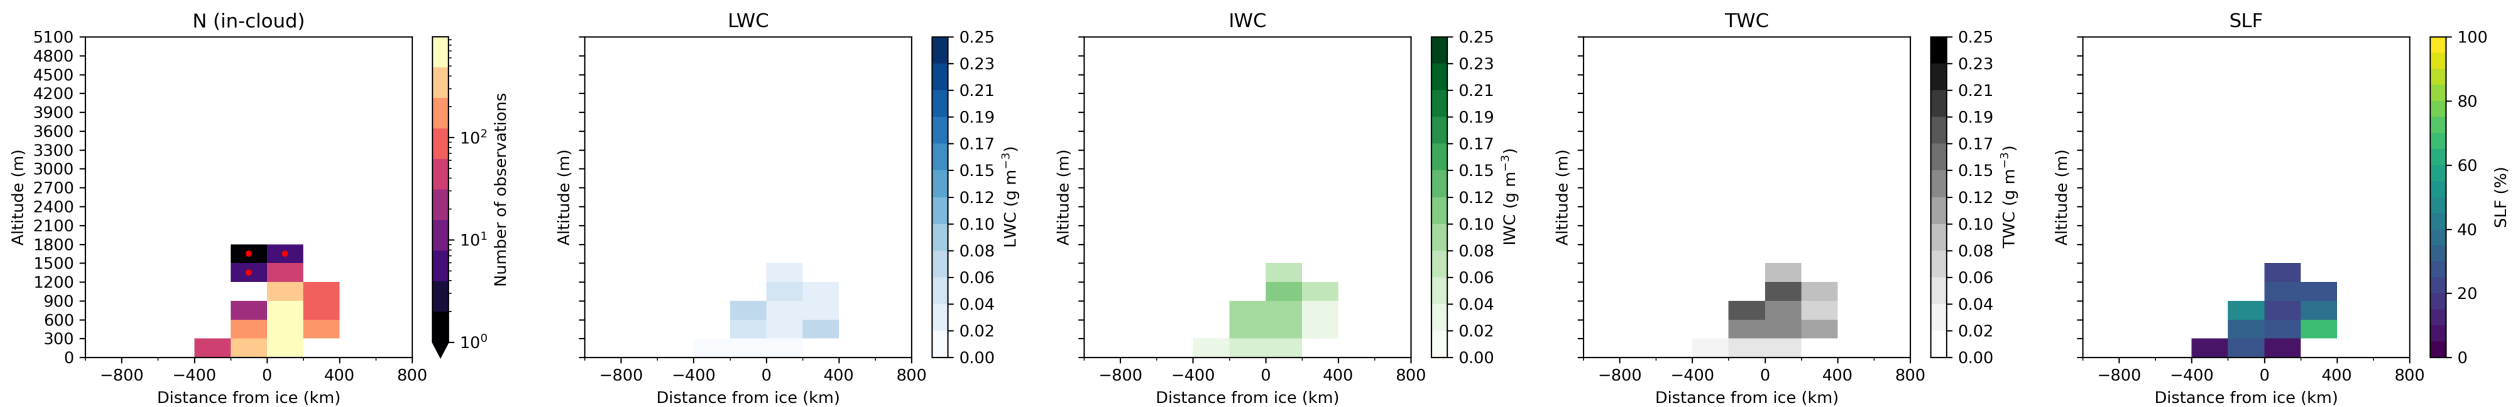 N (in-cloud)
5100
4800
4500
4200
3900
3600
3300
3000
2700
2400
2100
1800
1500
1200
900
600
300
0
Altitude (m)
−800 −400 0 400 800
Distance from ice (km)
10²
10¹
10⁰
Number of observations
LWC
Altitude (m)
−800 −400 0 400 800
Distance from ice (km)
0.25
0.23
0.21
0.19
0.17
0.15
0.12
0.10
0.08
0.06
0.04
0.02
0.00
LWC (g m⁻³)
IWC
Altitude (m)
−800 −400 0 400 800
Distance from ice (km)
0.25
0.23
0.21
0.19
0.17
0.15
0.12
0.10
0.08
0.06
0.04
0.02
0.00
IWC (g m⁻³)
TWC
Altitude (m)
−800 −400 0 400 800
Distance from ice (km)
0.25
0.23
0.21
0.19
0.17
0.15
0.12
0.10
0.08
0.06
0.04
0.02
0.00
TWC (g m⁻³)
SLF
Altitude (m)
−800 −400 0 400 800
Distance from ice (km)
100
80
60
40
20
0
SLF (%)